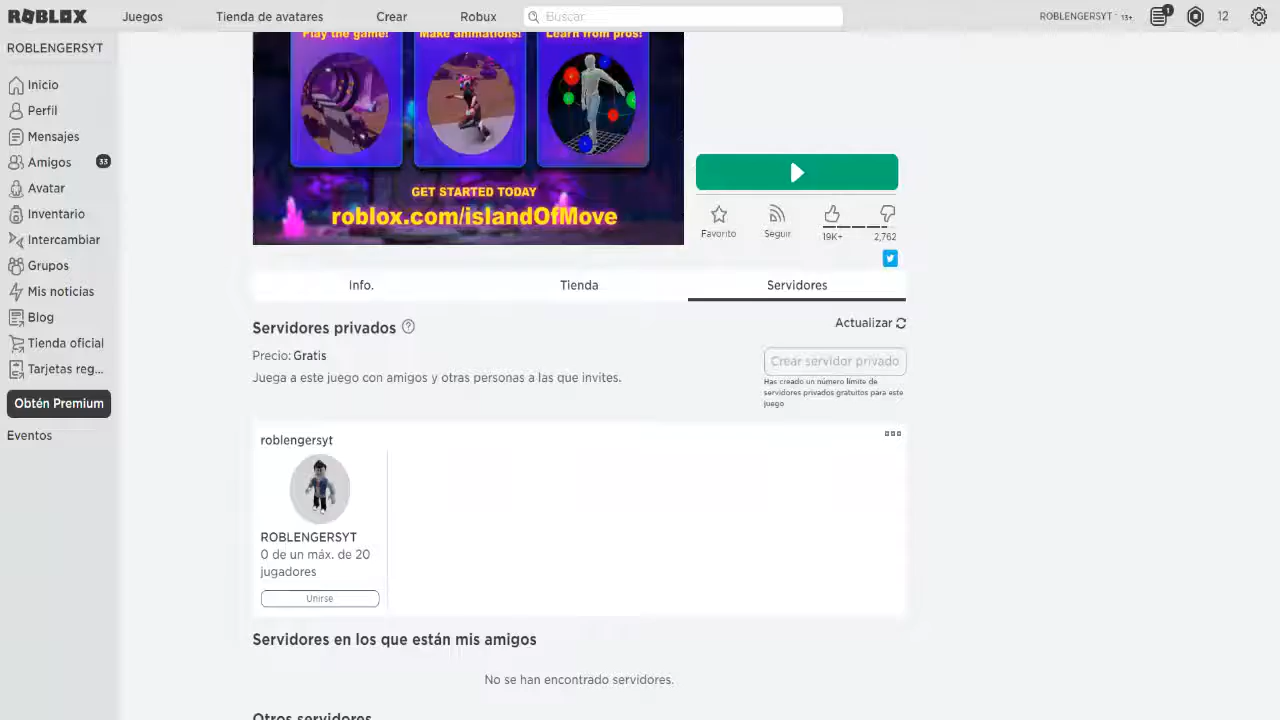 ROBLOX
Juegos
Tienda de avatares
Crear
Robux
Buscar
ROBLENGERSYT · 13+
1
12
ROBLENGERSYT
Inicio
Perfil
Mensajes
Amigos 33
Avatar
Inventario
Intercambiar
Grupos
Mis noticias
Blog
Tienda oficial
Tarjetas reg...
Obtén Premium
Eventos
Play the game!
Make animations!
Learn from pros!
GET STARTED TODAY
roblox.com/islandOfMove
Favorito
Seguir
19K+
2,762
Info.
Tienda
Servidores
Servidores privados ?
Actualizar
Precio: Gratis
Crear servidor privado
Juega a este juego con amigos y otras personas a las que invites.
Has creado un número límite de
servidores privados gratuitos para este
juego
roblengersyt
ROBLENGERSYT
0 de un máx. de 20
jugadores
Unirse
Servidores en los que están mis amigos
No se han encontrado servidores.
Otros servidores